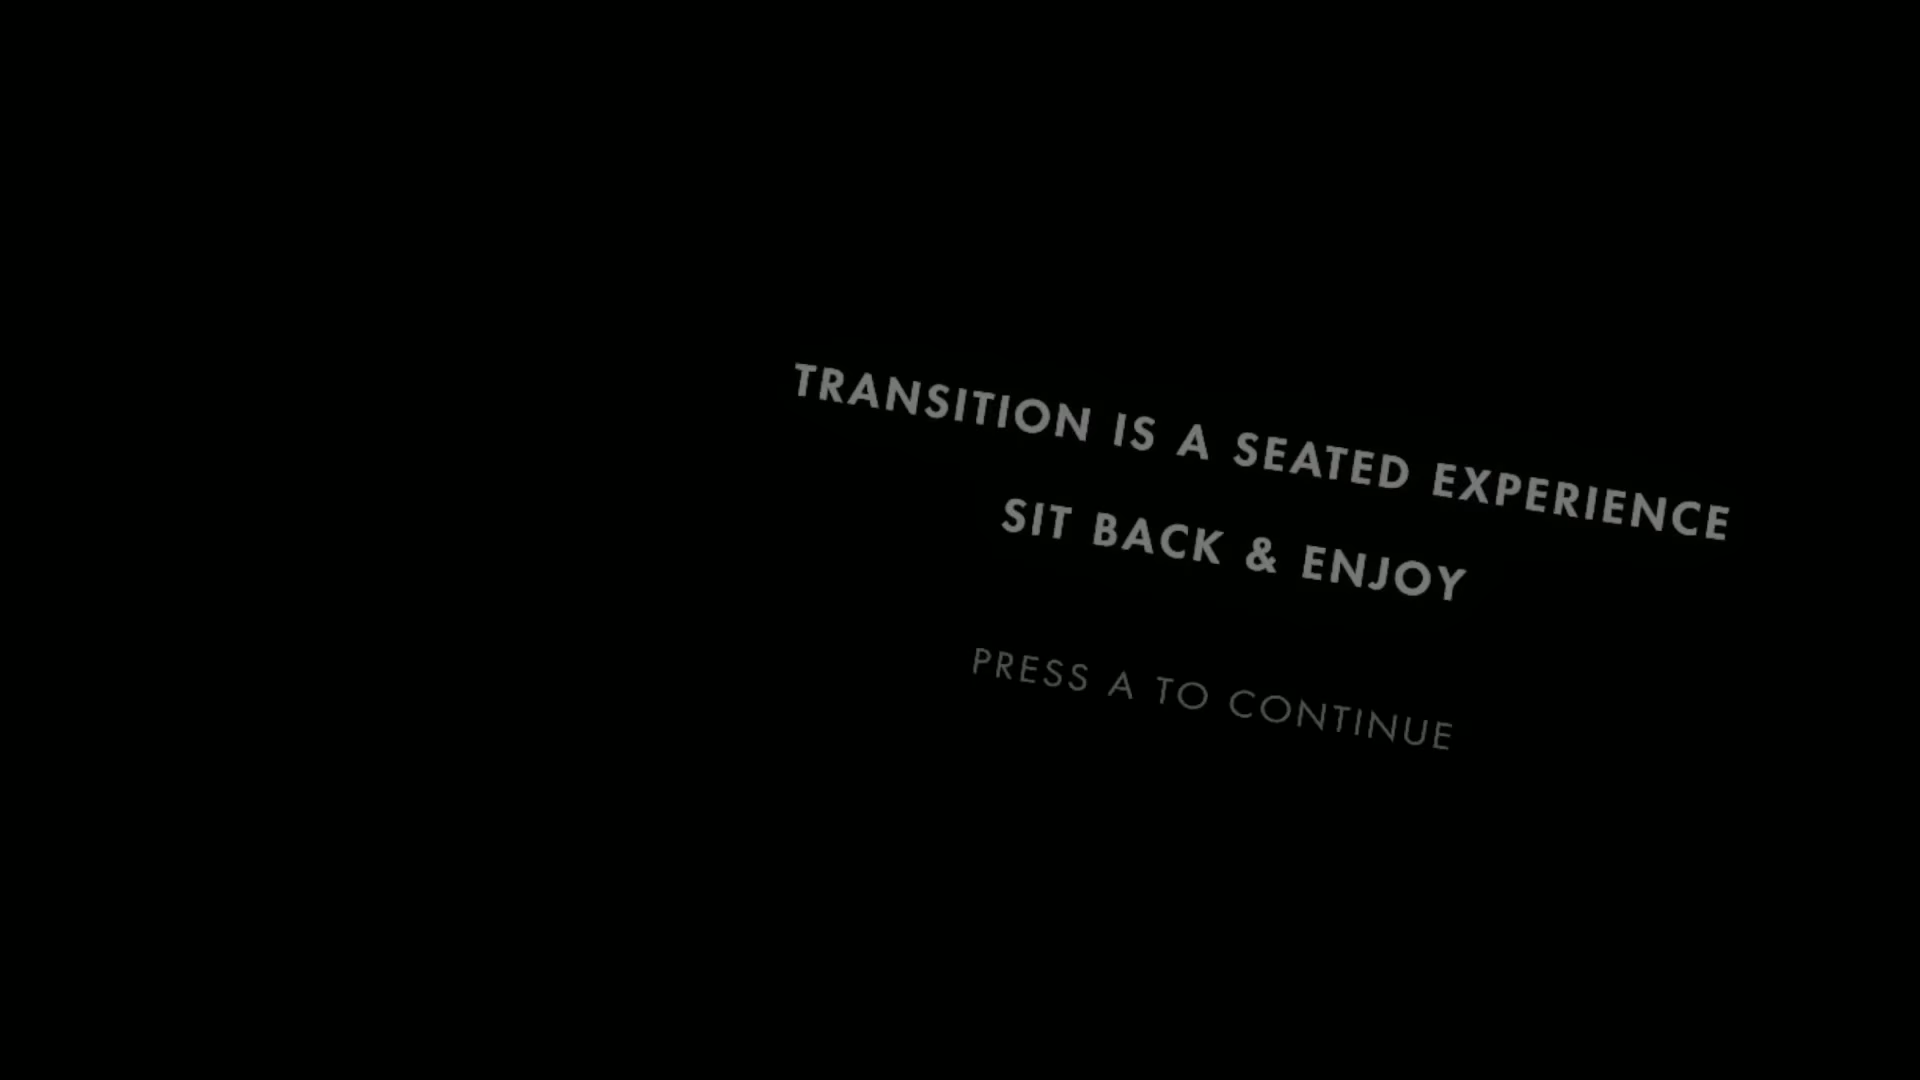 TRANSITION IS A SEATED EXPERIENCE
SIT BACK & ENJOY
PRESS A TO CONTINUE